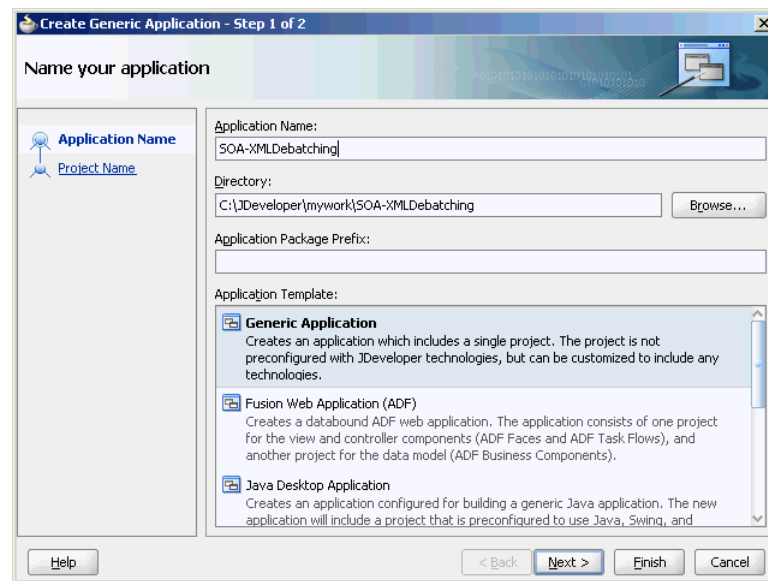 Create Generic Application - Step 1 of 2
Name your application
Application Name
Project Name
Application Name:
SOA-XMLDebatching
Directory:
C:\JDeveloper\mywork\SOA-XMLDebatching
Browse...
Application Package Prefix:
Application Template:
Generic Application
Creates an application which includes a single project. The project is not
preconfigured with JDeveloper technologies, but can be customized to include any
technologies.
Fusion Web Application (ADF)
Creates a databound ADF web application. The application consists of one project
for the view and controller components (ADF Faces and ADF Task Flows), and
another project for the data model (ADF Business Components).
Java Desktop Application
Creates an application configured for building a generic Java application. The new
application will include a project that is preconfigured to use Java, Swing, and
Help
< Back
Next >
Finish
Cancel